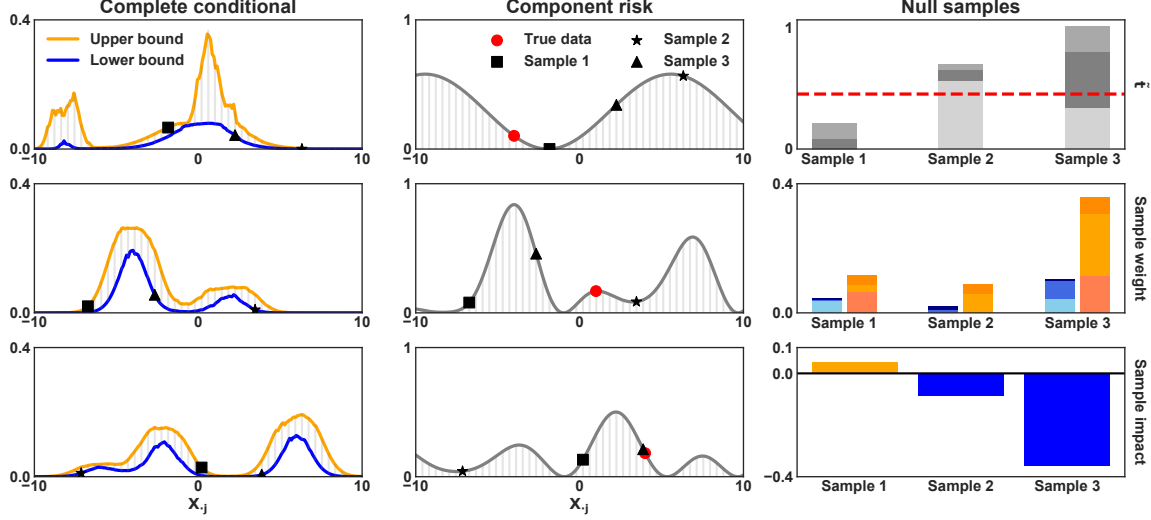 Complete conditional
Component risk
Null samples
0.4
Upper bound
Lower bound
0.0
−10
0
10
1
True data
Sample 1
Sample 2
Sample 3
0
−10
0
10
1
0
Sample 1
Sample 2
Sample 3
t̃
0.4
0.0
−10
0
10
1
0
−10
0
10
0.4
0.0
Sample 1
Sample 2
Sample 3
Sample weight
0.4
0.0
−10
0
10
X·j
1
0
−10
0
10
X·j
0.1
0.0
−0.4
Sample 1
Sample 2
Sample 3
Sample impact